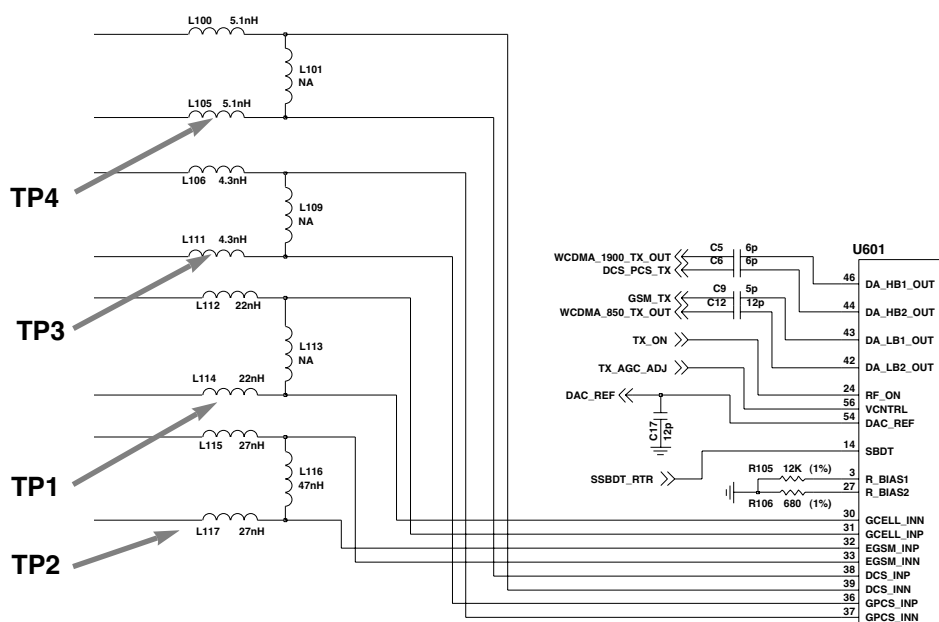 L100 5.1nH
L101
NA
L105 5.1nH
TP4
L106 4.3nH
L109
NA
L111 4.3nH
TP3
L112 22nH
L113
NA
L114 22nH
TP1
L115 27nH
L116
47nH
L117 27nH
TP2
U601
WCDMA_1900_TX_OUT C5 6p 46 DA_HB1_OUT
DCS_PCS_TX C6 6p 44 DA_HB2_OUT
GSM_TX C9 5p 43 DA_LB1_OUT
WCDMA_850_TX_OUT C12 12p 42 DA_LB2_OUT
TX_ON 24 RF_ON
TX_AGC_ADJ 56 VCNTRL
DAC_REF 54 DAC_REF
C17 12p
14 SBDT
SSBDT_RTR
R105 12K (1%) 3 R_BIAS1
R106 680 (1%) 27 R_BIAS2
30 GCELL_INN
31 GCELL_INP
32 EGSM_INP
33 EGSM_INN
38 DCS_INP
39 DCS_INN
36 GPCS_INP
37 GPCS_INN